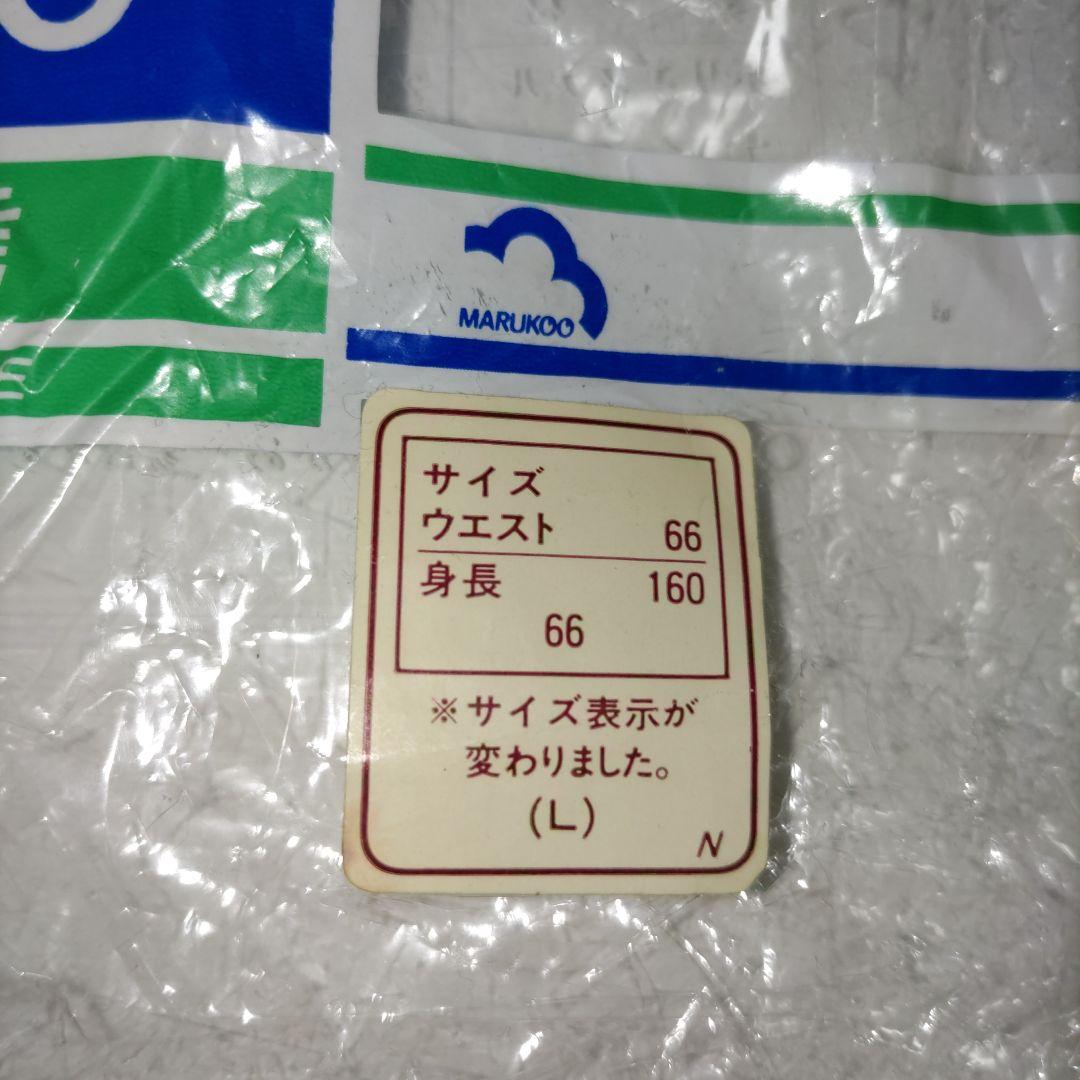 MARUKOO
サイズ
ウエスト 66
身長 160
66
※サイズ表示が
変わりました。
(L)
N